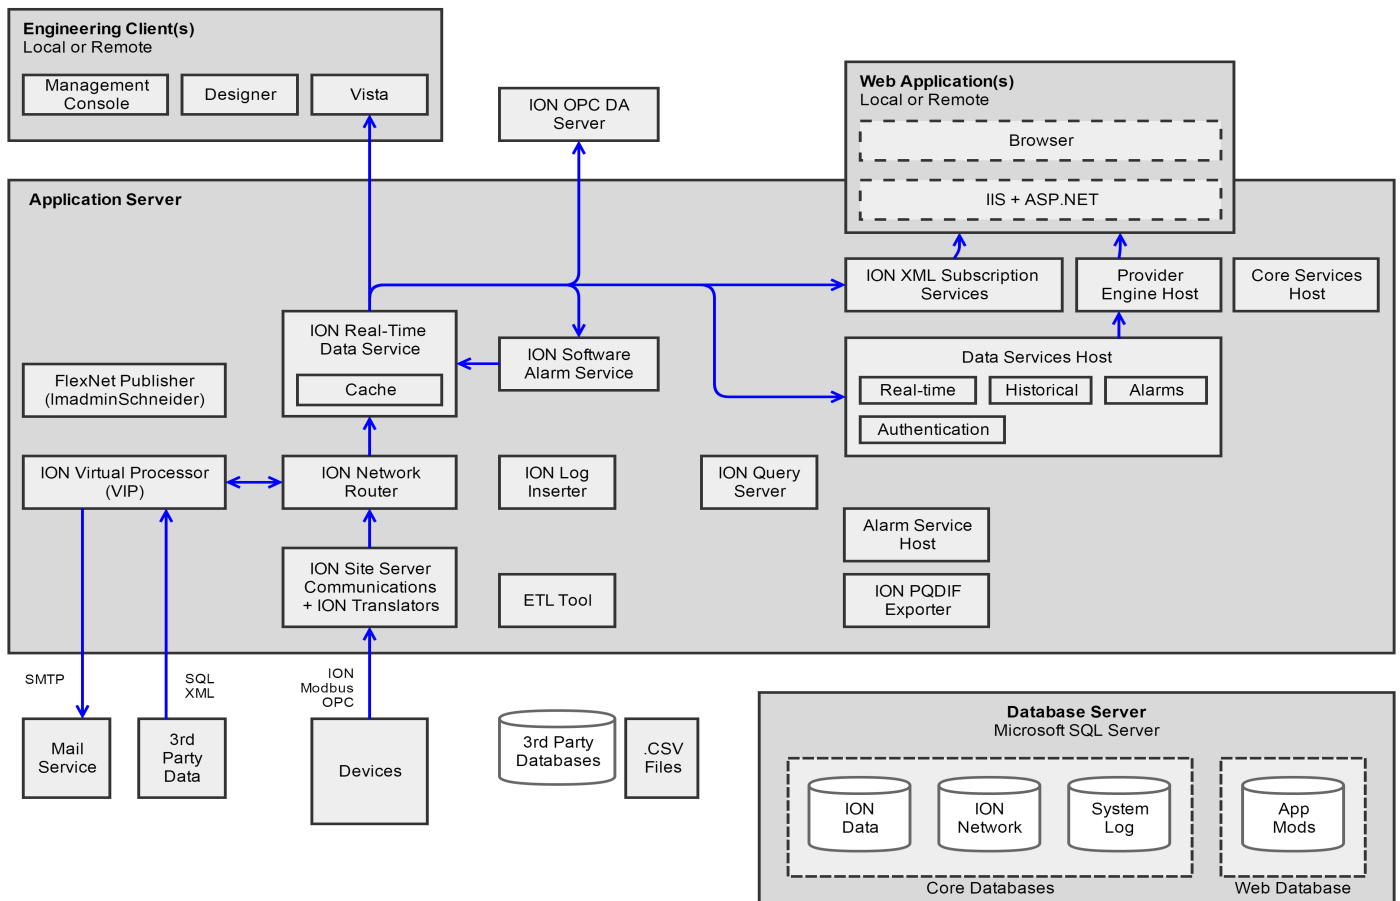 Engineering Client(s)
Local or Remote
Management
Console
Designer
Vista
ION OPC DA
Server
Web Application(s)
Local or Remote
Browser
IIS + ASP.NET
Application Server
ION XML Subscription
Services
Provider
Engine Host
Core Services
Host
ION Real-Time
Data Service
Cache
ION Software
Alarm Service
Data Services Host
Real-time
Historical
Alarms
Authentication
FlexNet Publisher
(lmadminSchneider)
ION Virtual Processor
(VIP)
ION Network
Router
ION Log
Inserter
ION Query
Server
Alarm Service
Host
ION Site Server
Communications
+ ION Translators
ETL Tool
ION PQDIF
Exporter
SMTP
SQL
XML
ION
Modbus
OPC
Mail
Service
3rd
Party
Data
Devices
3rd Party
Databases
.CSV
Files
Database Server
Microsoft SQL Server
ION
Data
ION
Network
System
Log
App
Mods
Core Databases
Web Database